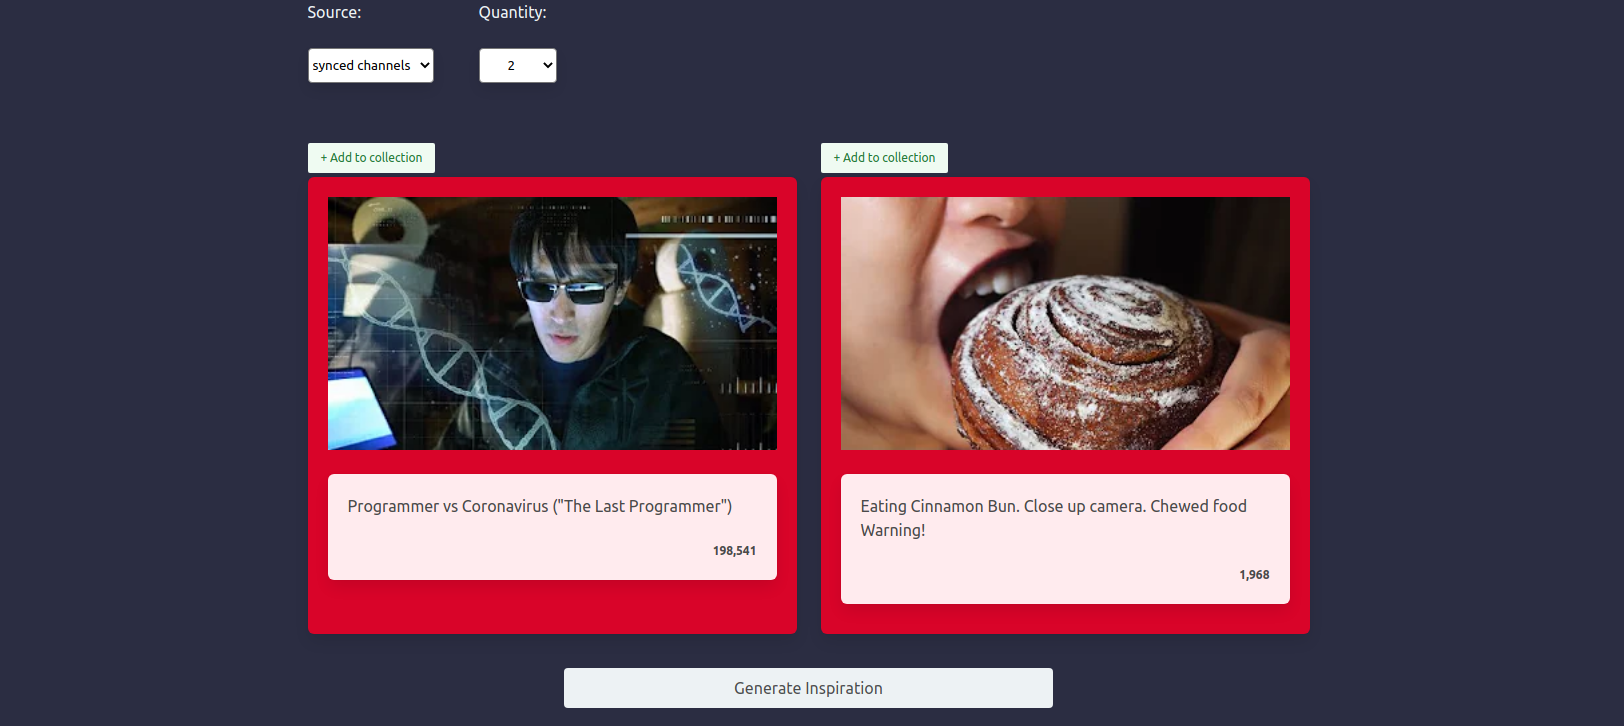 Source:
Quantity:
synced channels
2
+ Add to collection
+ Add to collection
Programmer vs Coronavirus ("The Last Programmer")
198,541
Eating Cinnamon Bun. Close up camera. Chewed food
Warning!
1,968
Generate Inspiration